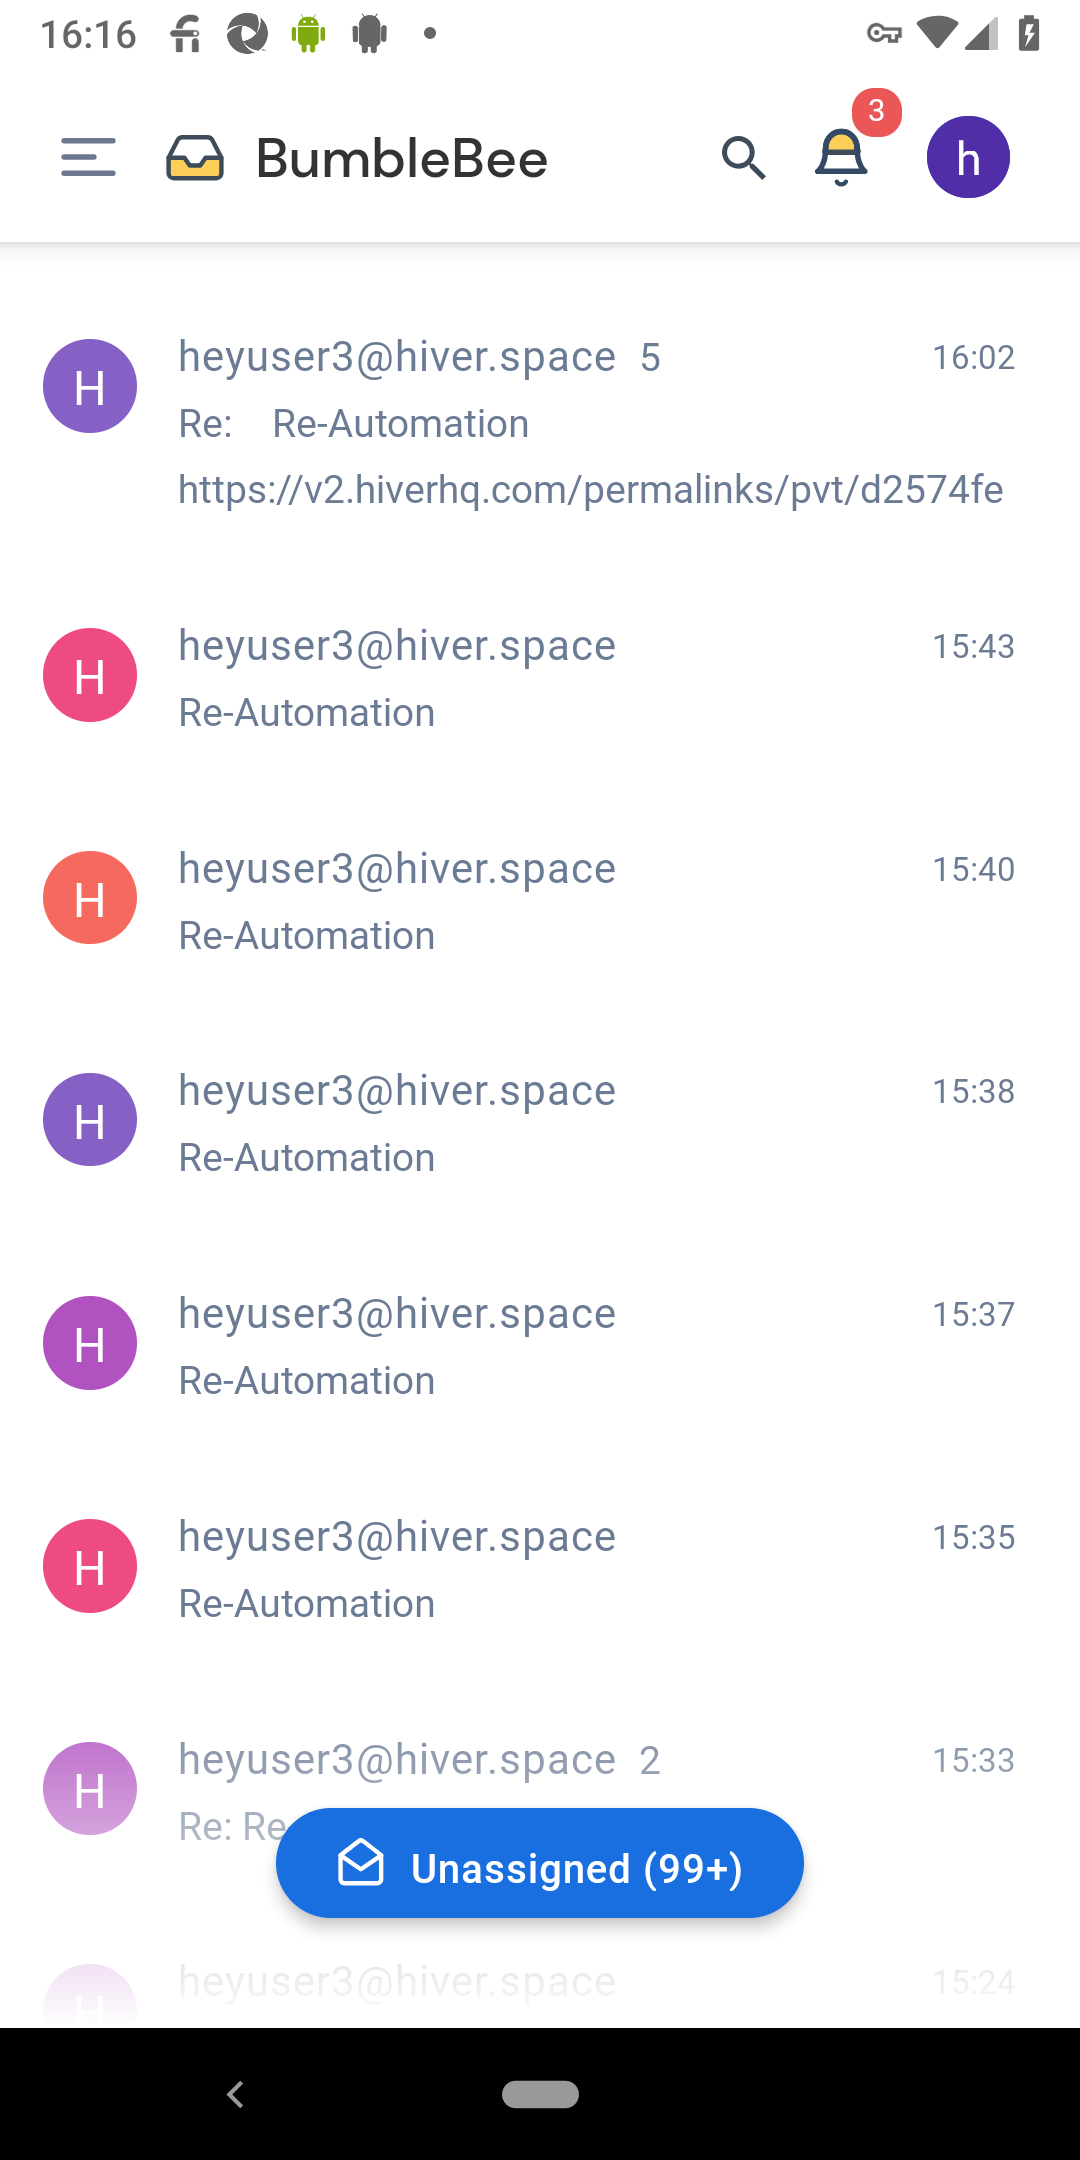 16:16
BumbleBee
3
h
H
heyuser3@hiver.space 5
16:02
Re: Re-Automation
https://v2.hiverhq.com/permalinks/pvt/d2574fe
H
heyuser3@hiver.space
15:43
Re-Automation
H
heyuser3@hiver.space
15:40
Re-Automation
H
heyuser3@hiver.space
15:38
Re-Automation
H
heyuser3@hiver.space
15:37
Re-Automation
H
heyuser3@hiver.space
15:35
Re-Automation
H
heyuser3@hiver.space 2
15:33
Re: Re-
Unassigned (99+)
H
heyuser3@hiver.space
15:24